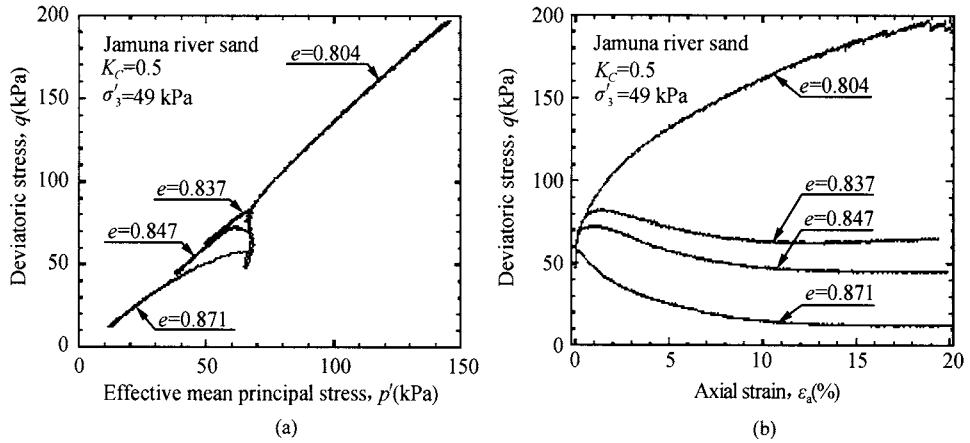 (a)
200
150
100
50
0
Deviatoric stress, q(kPa)
Jamuna river sand
K_C=0.5
σ′₃=49 kPa
e=0.804
e=0.837
e=0.847
e=0.871
0
50
100
150
Effective mean principal stress, p′(kPa)
(a)
(b)
200
150
100
50
0
Deviatoric stress, q(kPa)
Jamuna river sand
K_C=0.5
σ′₃=49 kPa
e=0.804
e=0.837
e=0.847
e=0.871
0
5
10
15
20
Axial strain, εₐ(%)
(b)